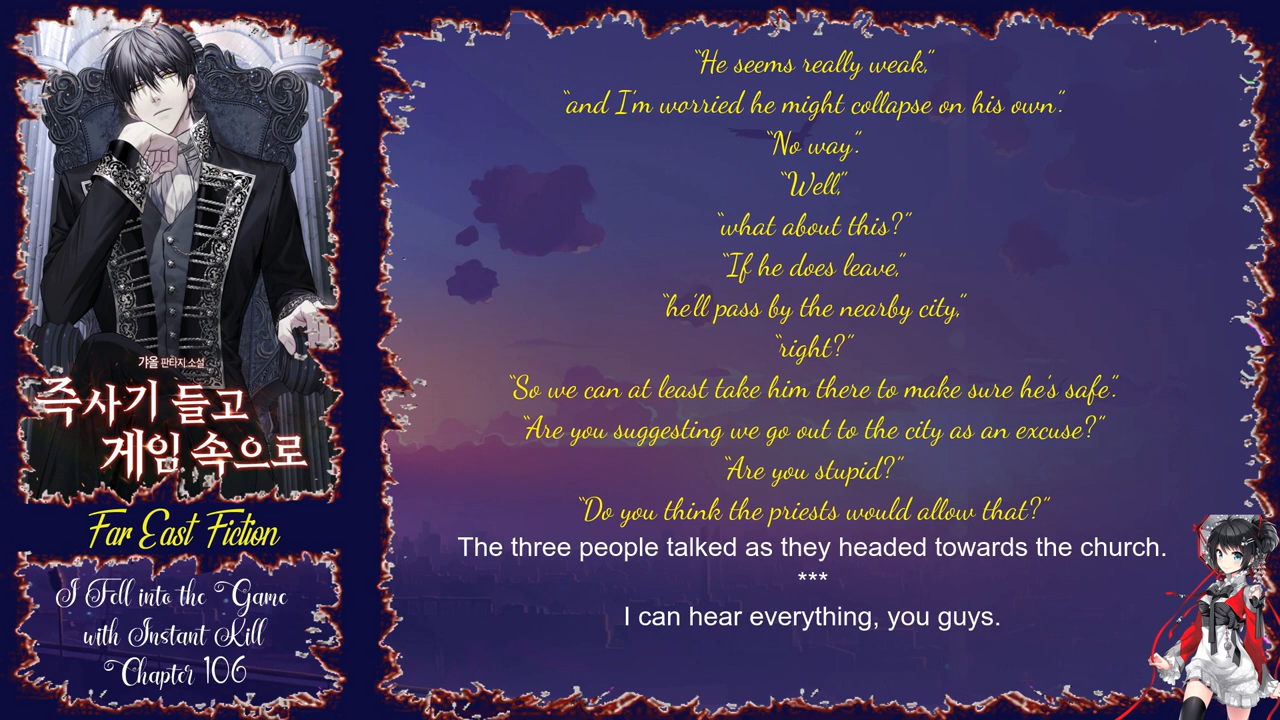 갸울 판타지 소설
즉사기 들고
게임 속으로
Far East Fiction
I Fell into the Game
with Instant Kill
Chapter 106
“He seems really weak,”
“and I'm worried he might collapse on his own.”
“No way.”
“Well,”
“what about this?”
“If he does leave,”
“he'll pass by the nearby city,”
“right?”
“So we can at least take him there to make sure he's safe.”
“Are you suggesting we go out to the city as an excuse?”
“Are you stupid?”
“Do you think the priests would allow that?”
The three people talked as they headed towards the church.
***
I can hear everything, you guys.